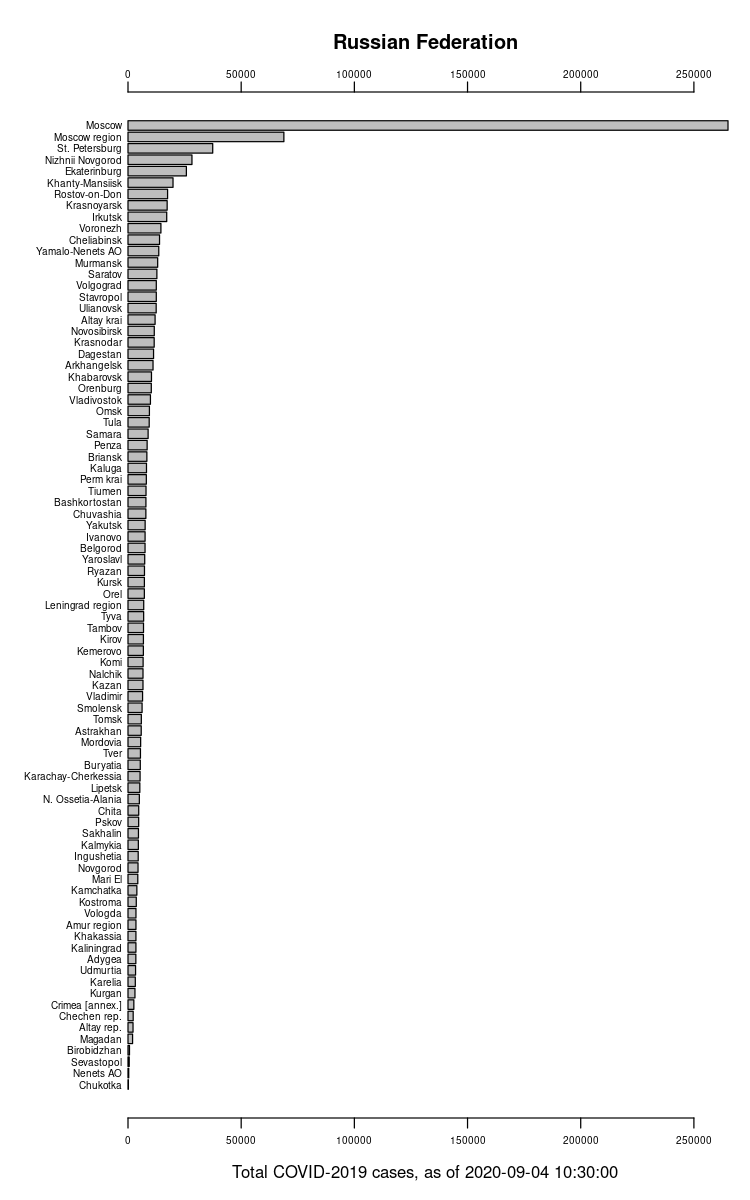 Russian Federation
0 50000 100000 150000 200000 250000
Moscow
Moscow region
St. Petersburg
Nizhnii Novgorod
Ekaterinburg
Khanty-Mansiisk
Rostov-on-Don
Krasnoyarsk
Irkutsk
Voronezh
Cheliabinsk
Yamalo-Nenets AO
Murmansk
Saratov
Volgograd
Stavropol
Ulianovsk
Altay krai
Novosibirsk
Krasnodar
Dagestan
Arkhangelsk
Khabarovsk
Orenburg
Vladivostok
Omsk
Tula
Samara
Penza
Briansk
Kaluga
Perm krai
Tiumen
Bashkortostan
Chuvashia
Yakutsk
Ivanovo
Belgorod
Yaroslavl
Ryazan
Kursk
Orel
Leningrad region
Tyva
Tambov
Kirov
Kemerovo
Komi
Nalchik
Kazan
Vladimir
Smolensk
Tomsk
Astrakhan
Mordovia
Tver
Buryatia
Karachay-Cherkessia
Lipetsk
N. Ossetia-Alania
Chita
Pskov
Sakhalin
Kalmykia
Ingushetia
Novgorod
Mari El
Kamchatka
Kostroma
Vologda
Amur region
Khakassia
Kaliningrad
Adygea
Udmurtia
Karelia
Kurgan
Crimea [annex.]
Chechen rep.
Altay rep.
Magadan
Birobidzhan
Sevastopol
Nenets AO
Chukotka
0 50000 100000 150000 200000 250000
Total COVID-2019 cases, as of 2020-09-04 10:30:00